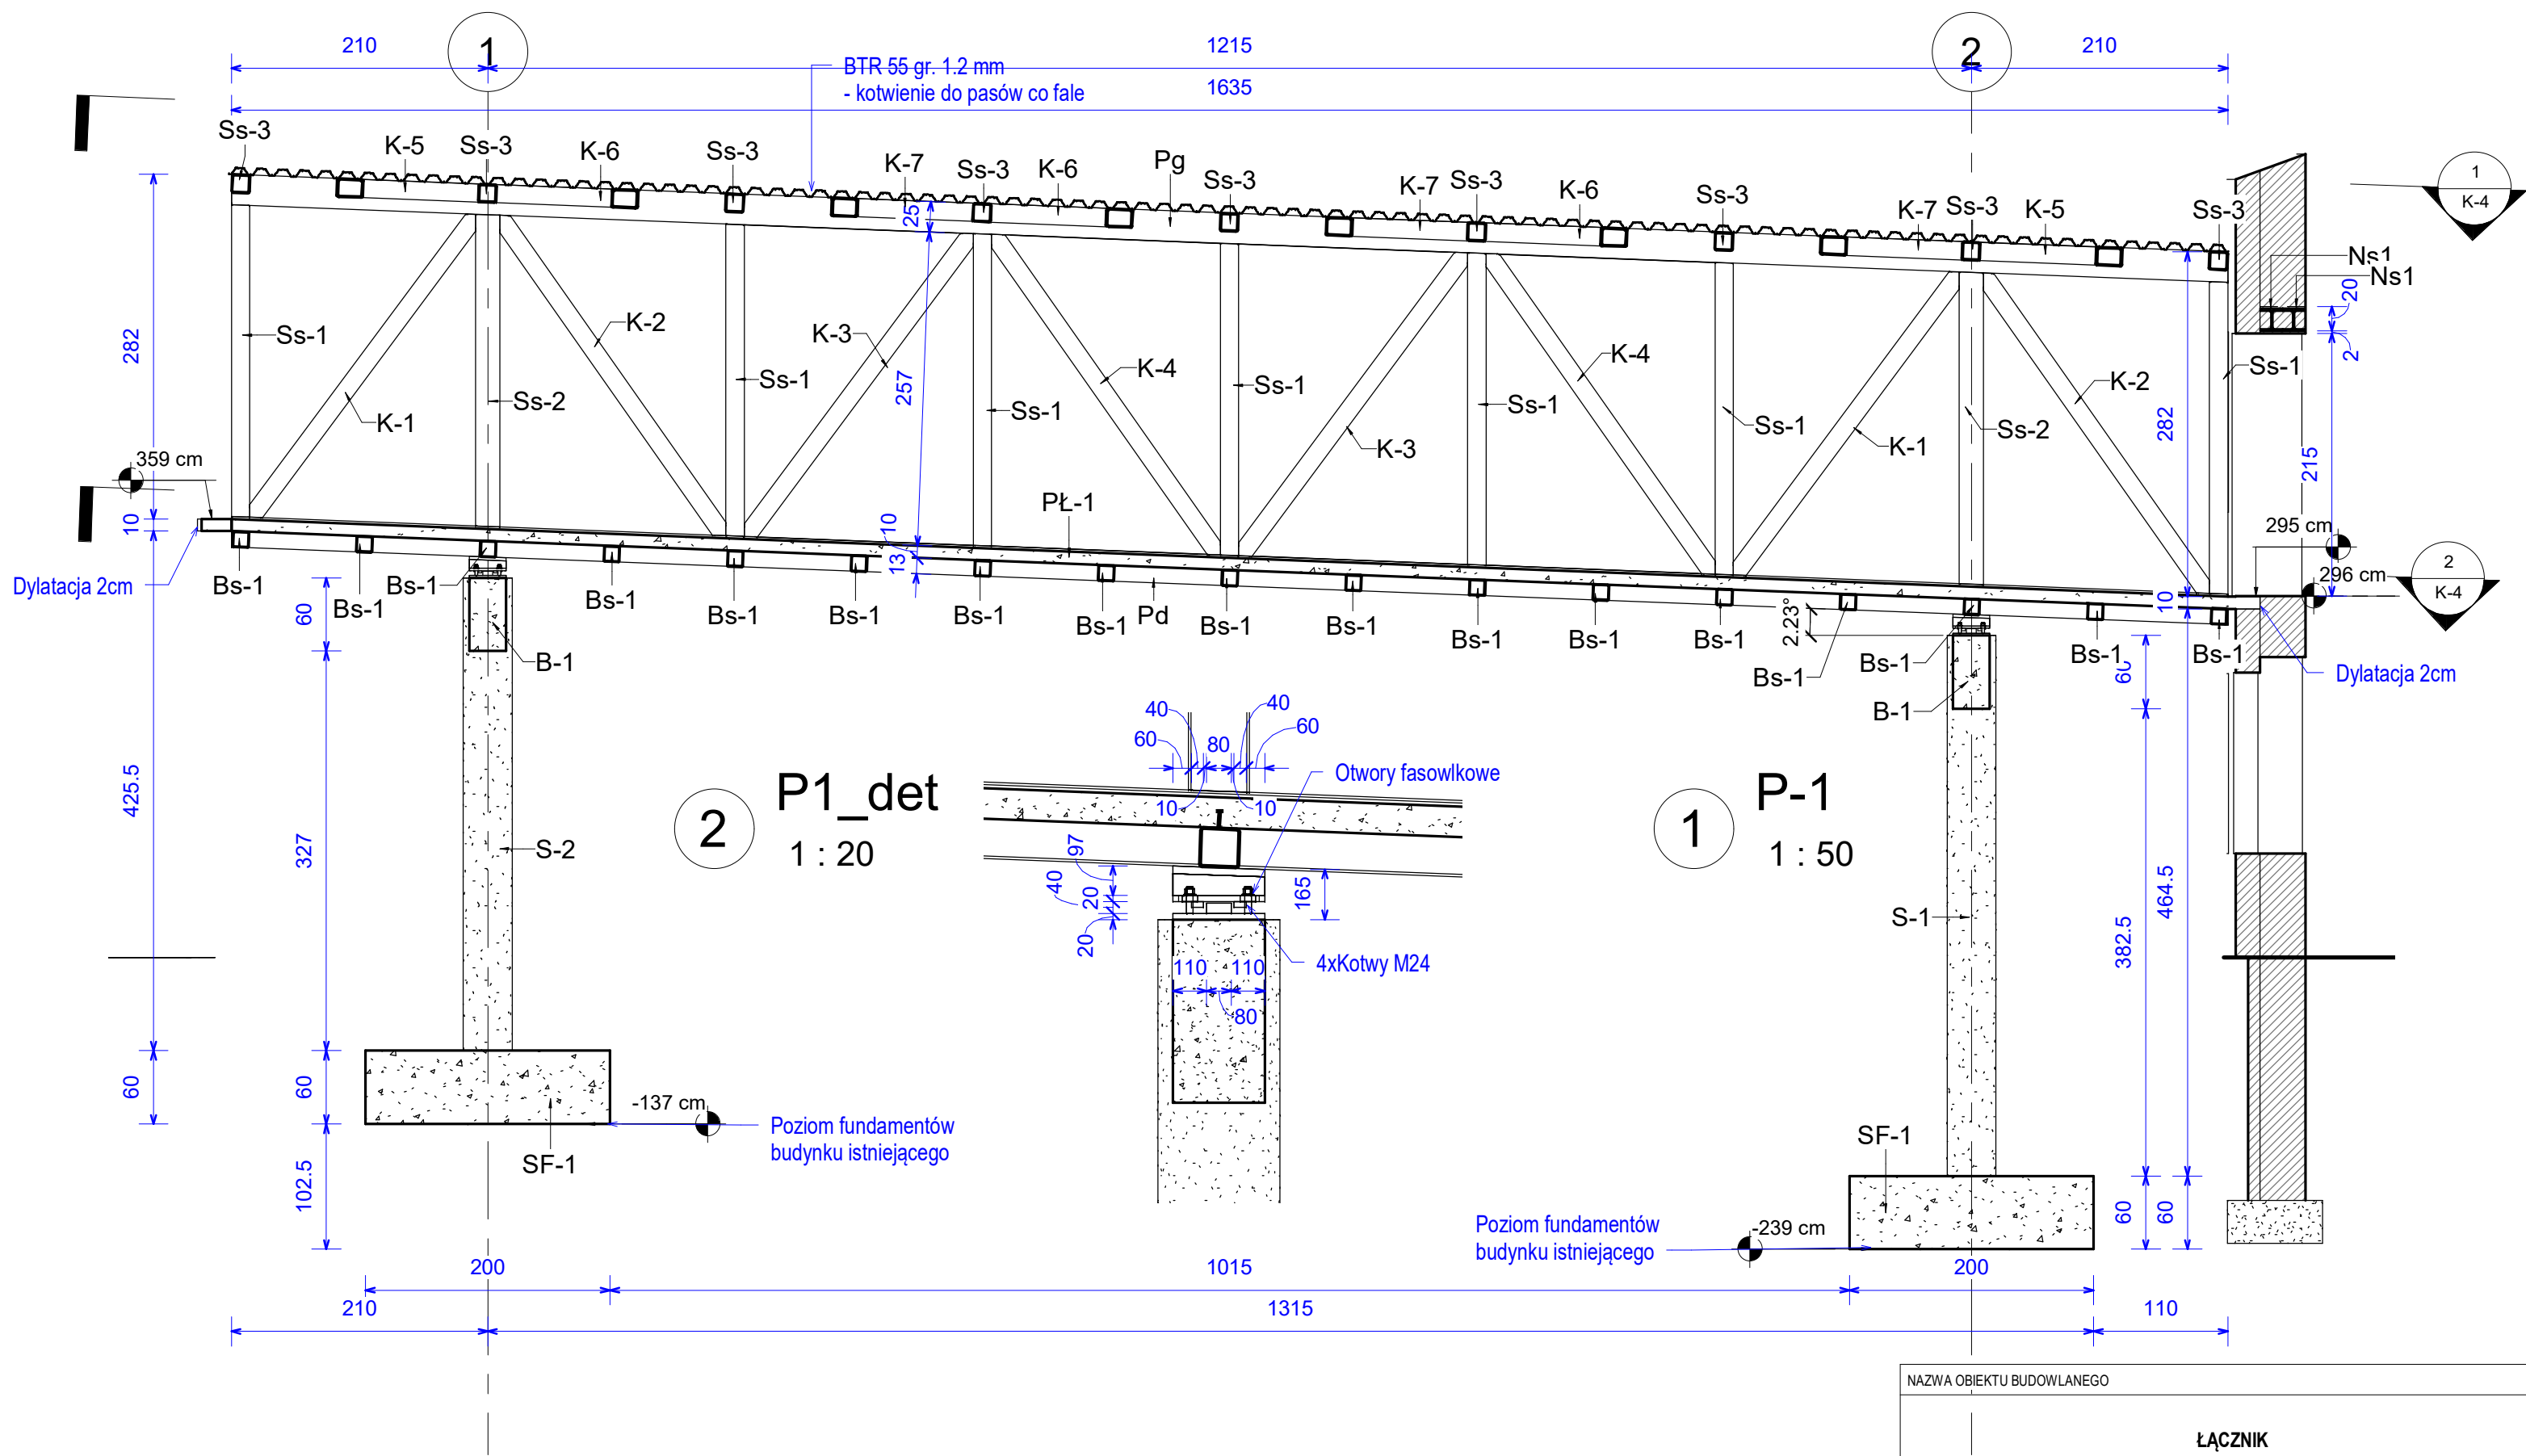 210
1
1215
2
210
BTR 55 gr. 1.2 mm
- kotwienie do pasów co fale
1635
Ss-3
K-5
Ss-3
K-6
Ss-3
K-7
Ss-3
K-6
Pg
Ss-3
K-7
Ss-3
K-6
Ss-3
K-7
Ss-3
K-5
Ss-3
1
K-4
25
Ns1
Ns1
20
2
282
Ss-1
K-1
Ss-2
K-2
Ss-1
K-3
257
Ss-1
K-4
Ss-1
K-3
Ss-1
K-4
Ss-1
K-1
Ss-2
K-2
282
Ss-1
215
359 cm
10
Dylatacja 2cm
PŁ-1
10
13
295 cm
296 cm
2
K-4
10
2.23°
Bs-1
Bs-1
Bs-1
Bs-1
Bs-1
Bs-1
Bs-1
Bs-1
Pd
Bs-1
Bs-1
Bs-1
Bs-1
Bs-1
Bs-1
Bs-1
Bs-1
Bs-1
Dylatacja 2cm
60
B-1
60
B-1
425.5
327
S-2
2
P1_det
1 : 20
40
40
60
80
60
10
10
Otwory fasowlkowe
97
40
20
20
165
110
110
80
4xKotwy M24
1
P-1
1 : 50
S-1
382.5
464.5
60
60
102.5
SF-1
-137 cm
Poziom fundamentów
budynku istniejącego
SF-1
-239 cm
Poziom fundamentów
budynku istniejącego
60
60
200
1015
200
210
1315
110
NAZWA OBIEKTU BUDOWLANEGO
ŁĄCZNIK